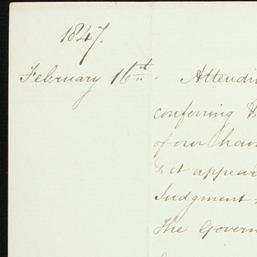 1847.
February 16th. Attendi
conferring
of our
& it appea
Judgment
The Govern